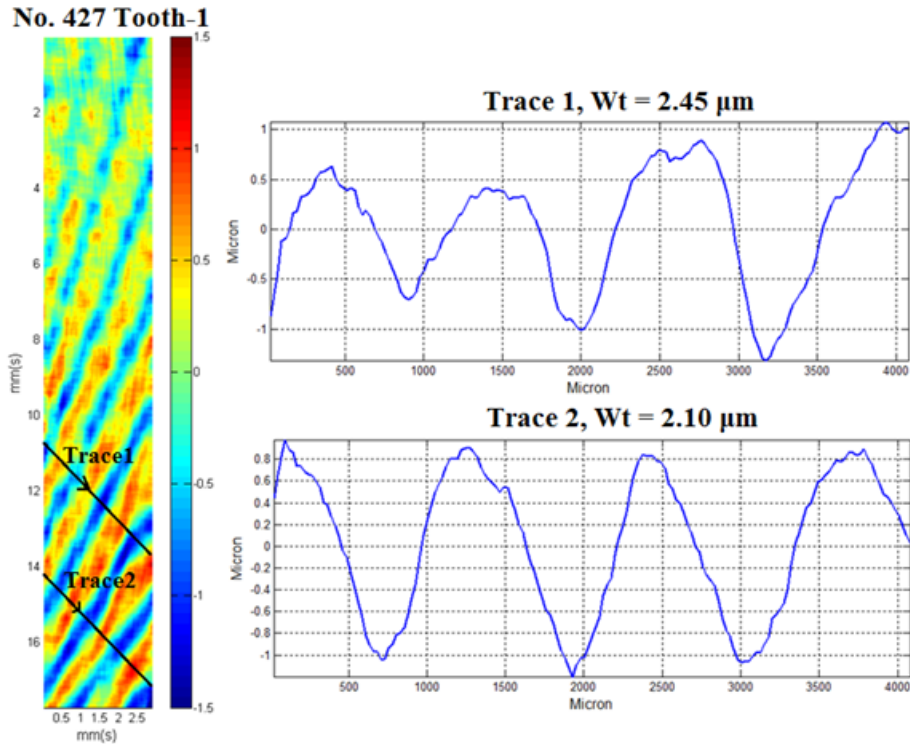 No. 427 Tooth-1
1.5
1
0.5
0
-0.5
-1
-1.5
2
4
6
8
10
12
14
16
mm(s)
Trace1
Trace2
0.5 1 1.5 2 2.5
mm(s)
Trace 1, Wt = 2.45 µm
1
0.5
0
-0.5
-1
Micron
500 1000 1500 2000 2500 3000 3500 4000
Micron
Trace 2, Wt = 2.10 µm
0.8
0.6
0.4
0.2
0
-0.2
-0.4
-0.6
-0.8
-1
Micron
500 1000 1500 2000 2500 3000 3500 4000
Micron